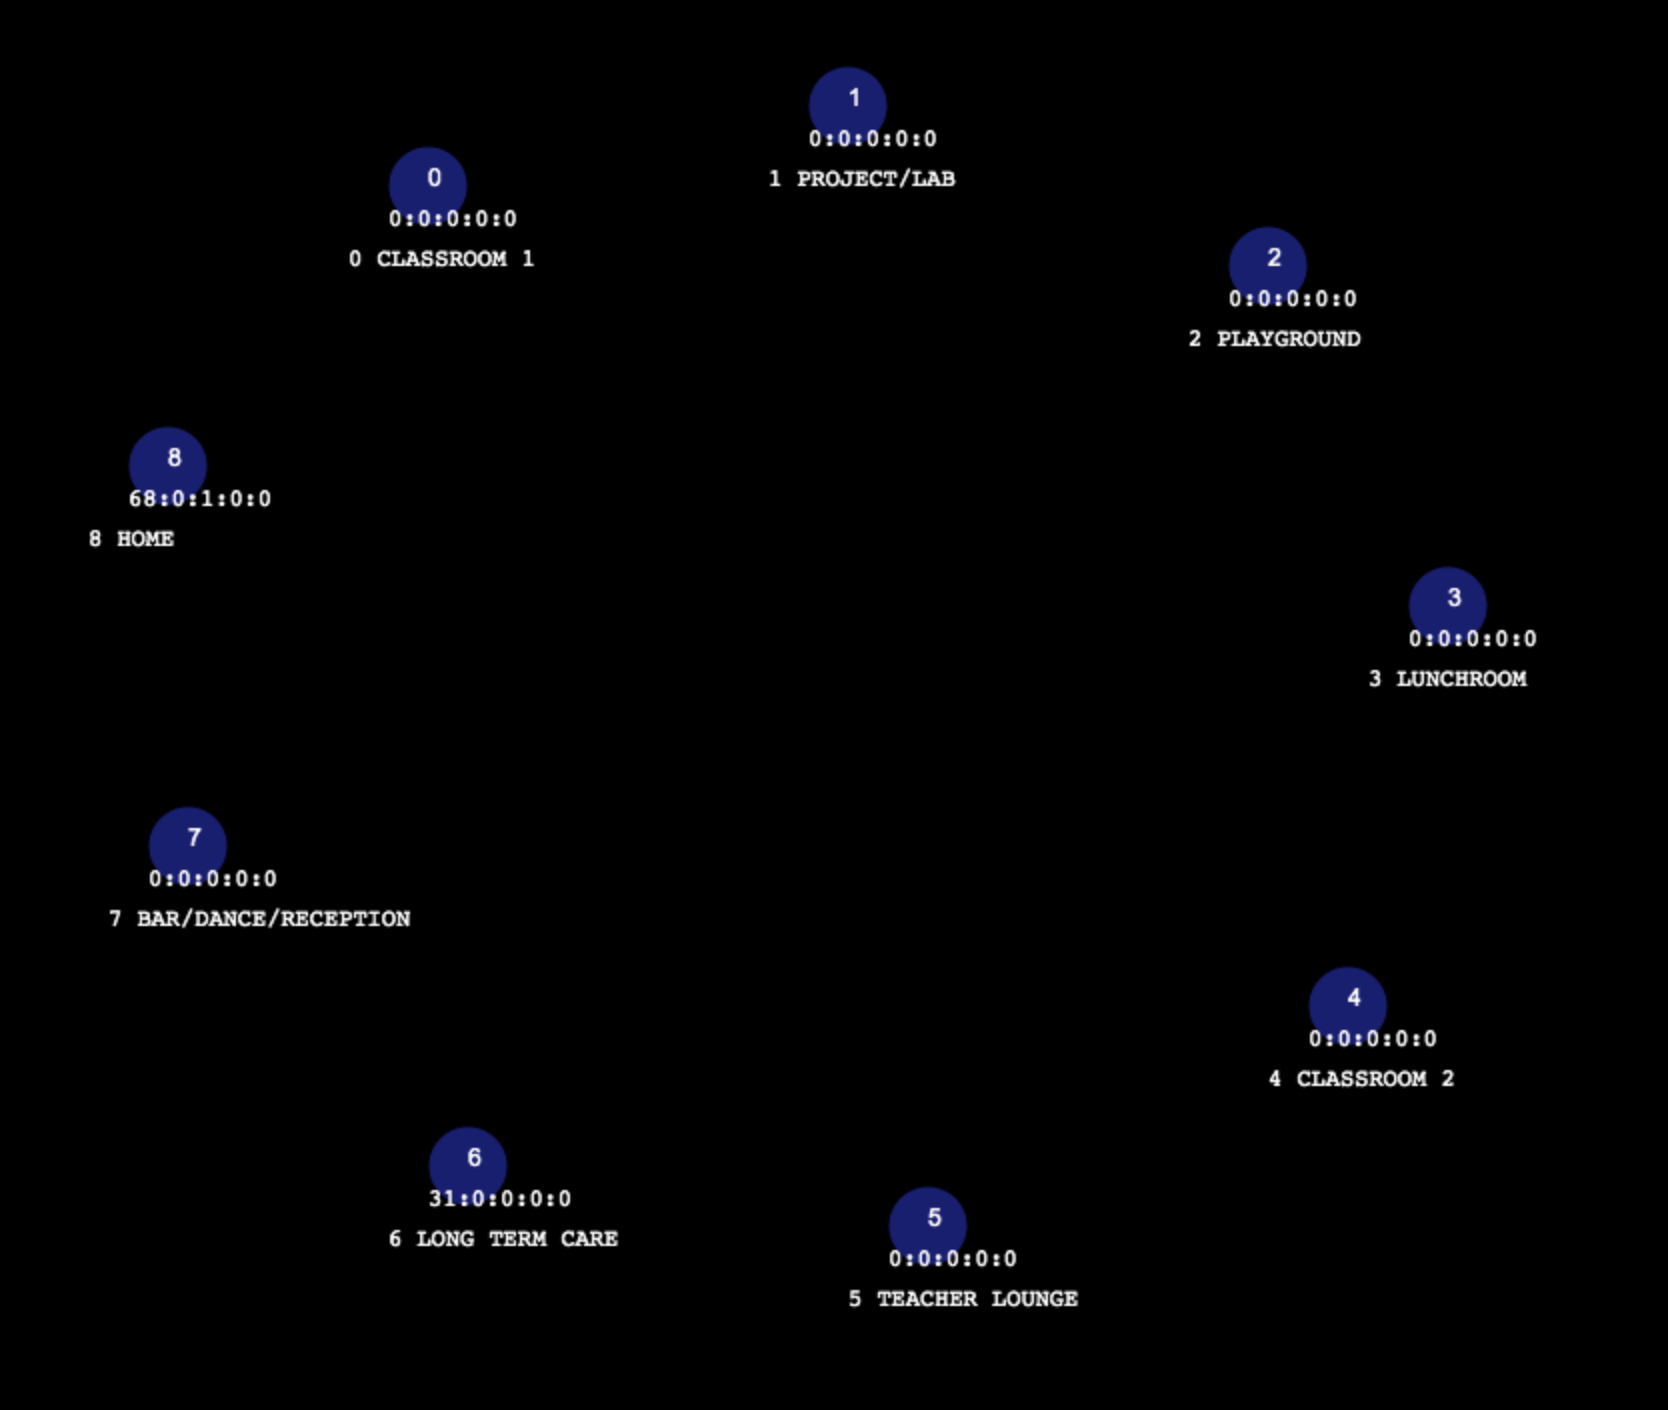 1
0:0:0:0:0
1 PROJECT/LAB
0
0:0:0:0:0
0 CLASSROOM 1
2
0:0:0:0:0
2 PLAYGROUND
8
68:0:1:0:0
8 HOME
3
0:0:0:0:0
3 LUNCHROOM
7
0:0:0:0:0
7 BAR/DANCE/RECEPTION
4
0:0:0:0:0
4 CLASSROOM 2
6
31:0:0:0:0
6 LONG TERM CARE
5
0:0:0:0:0
5 TEACHER LOUNGE